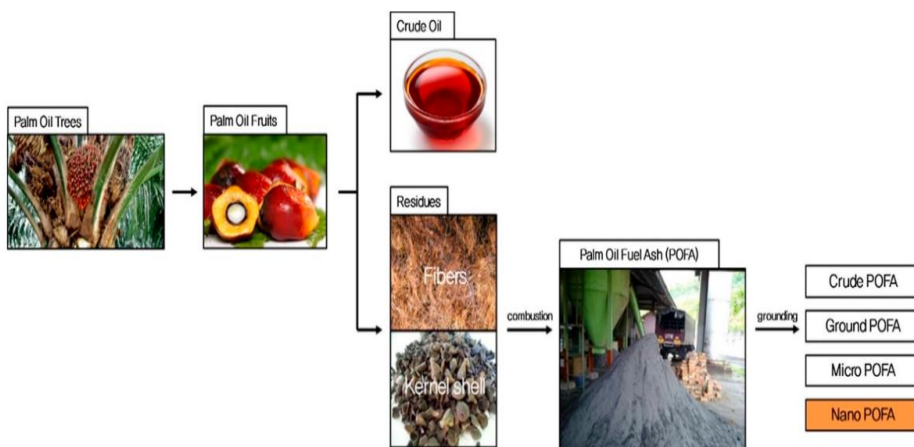 Crude Oil
Palm Oil Trees
Palm Oil Fruits
Residues
Fibers
Kernel shell
combustion
Palm Oil Fuel Ash (POFA)
grounding
Crude POFA
Ground POFA
Micro POFA
Nano POFA